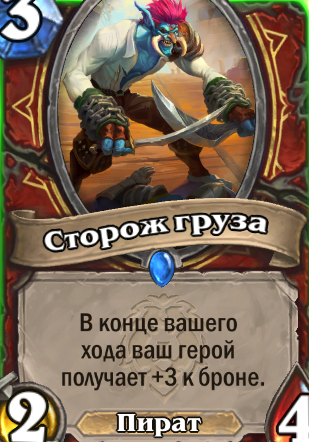 3
Сторож груза
В конце вашего
хода ваш герой
получает +3 к броне.
2
Пират
4